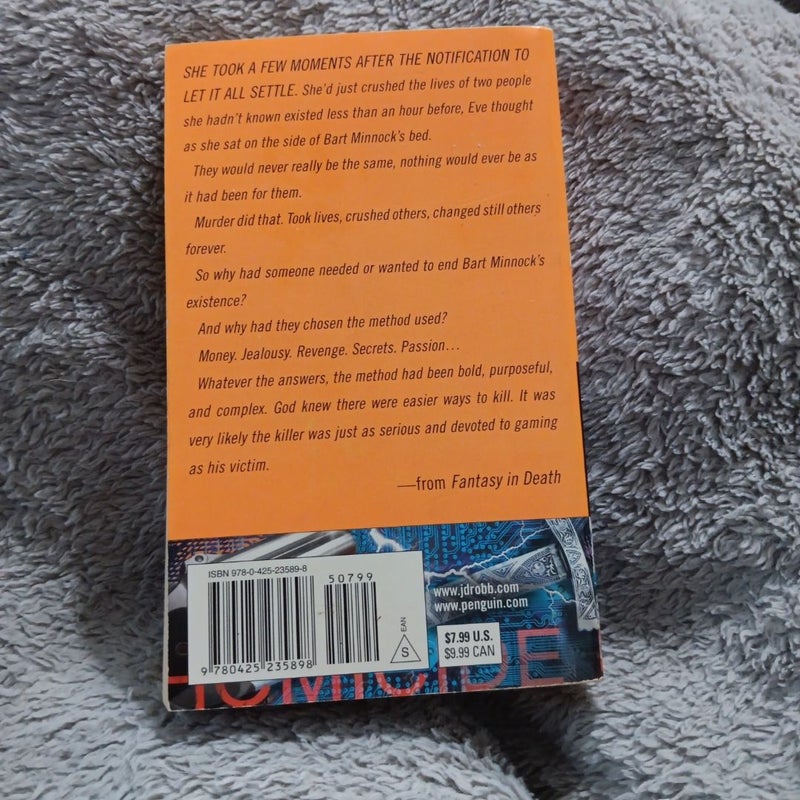 SHE TOOK A FEW MOMENTS AFTER THE NOTIFICATION TO
LET IT ALL SETTLE. She'd just crushed the lives of two people
she hadn't known existed less than an hour before, Eve thought
as she sat on the side of Bart Minnock's bed.
They would never really be the same, nothing would ever be as
it had been for them.
Murder did that. Took lives, crushed others, changed still others
forever.
So why had someone needed or wanted to end Bart Minnock's
existence?
And why had they chosen the method used?
Money. Jealousy. Revenge. Secrets. Passion...
Whatever the answers, the method had been bold, purposeful,
and complex. God knew there were easier ways to kill. It was
very likely the killer was just as serious and devoted to gaming
as his victim.
—from Fantasy in Death
ISBN 978-0-425-23589-8
50799
9 780425 235898
S
EAN
www.jdrobb.com
www.penguin.com
$7.99 U.S.
$9.99 CAN
HOMICIDE